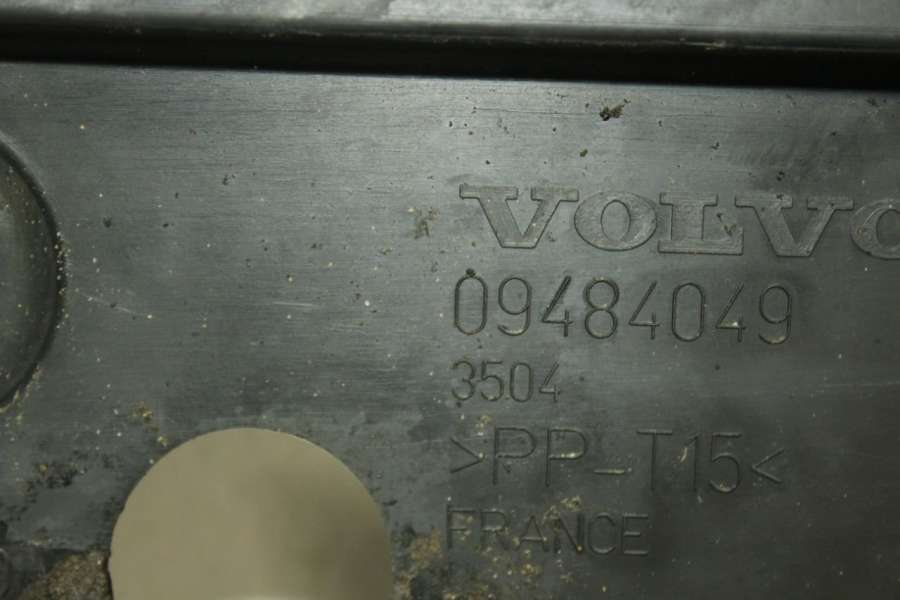 VOLVO
09484049
3504
>PP-T15<
FRANCE